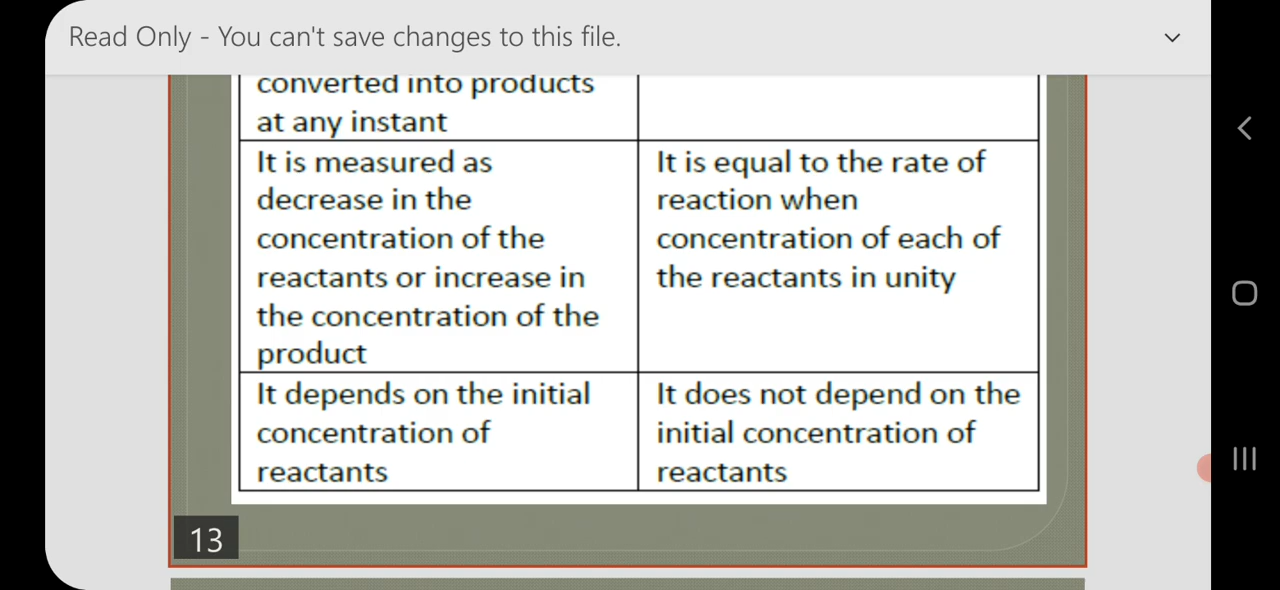 Read Only - You can't save changes to this file.
converted into products
at any instant
It is measured as
decrease in the
concentration of the
reactants or increase in
the concentration of the
product
It is equal to the rate of
reaction when
concentration of each of
the reactants in unity
It depends on the initial
concentration of
reactants
It does not depend on the
initial concentration of
reactants
13